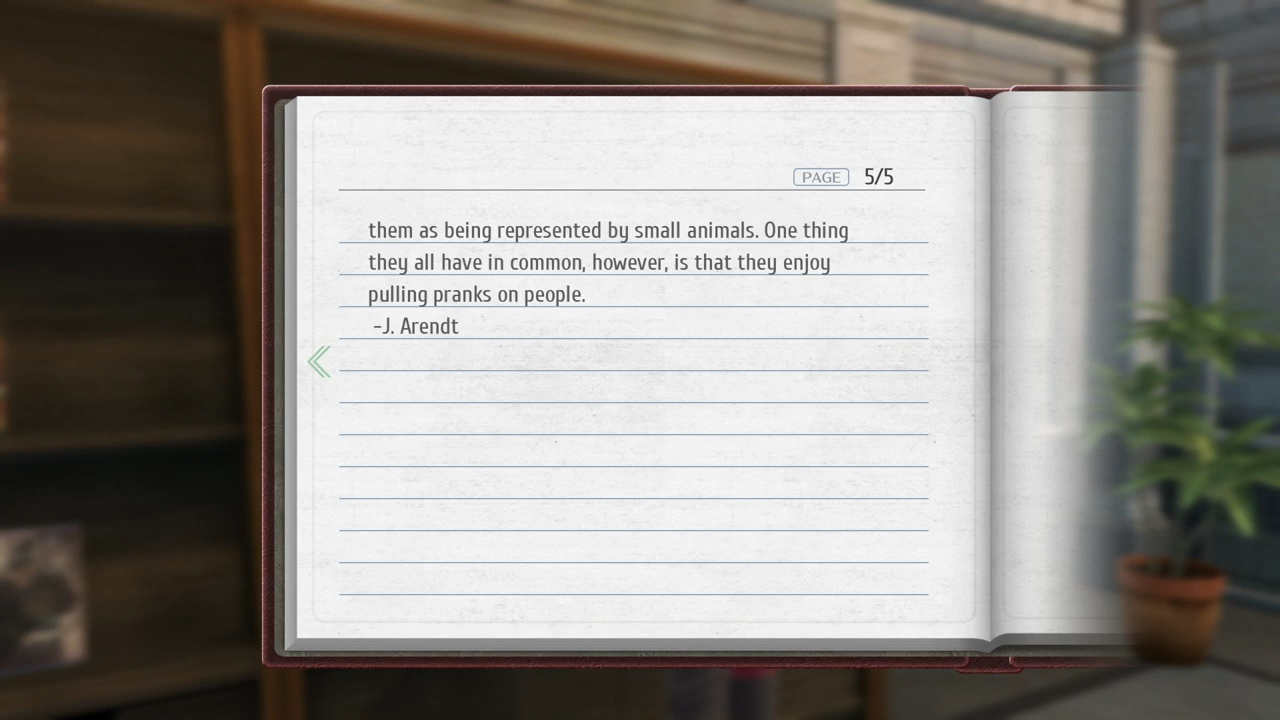 PAGE 5/5
them as being represented by small animals. One thing
they all have in common, however, is that they enjoy
pulling pranks on people.
-J. Arendt